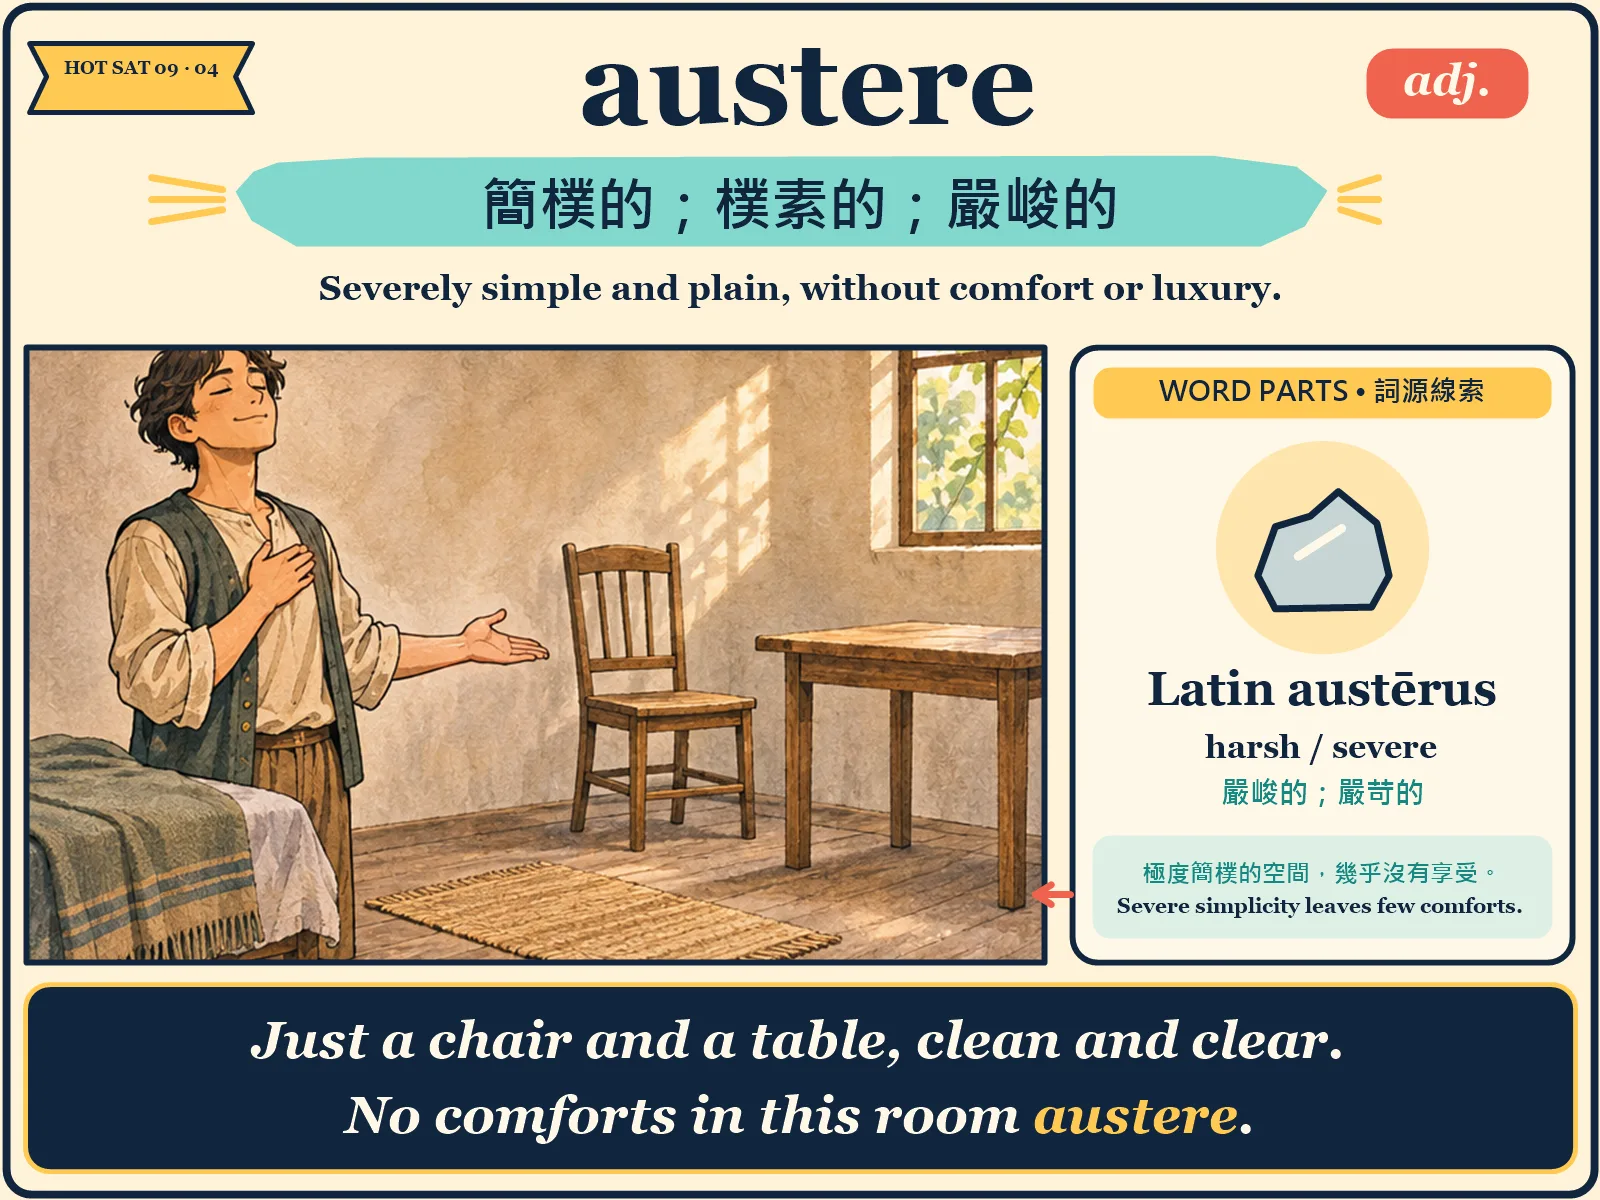 HOT SAT 09 · 04
austere
adj.
簡樸的；樸素的；嚴峻的
Severely simple and plain, without comfort or luxury.
WORD PARTS • 詞源線索
Latin austērus
harsh / severe
嚴峻的；嚴苛的
極度簡樸的空間，幾乎沒有享受。
Severe simplicity leaves few comforts.
Just a chair and a table, clean and clear.
No comforts in this room austere.